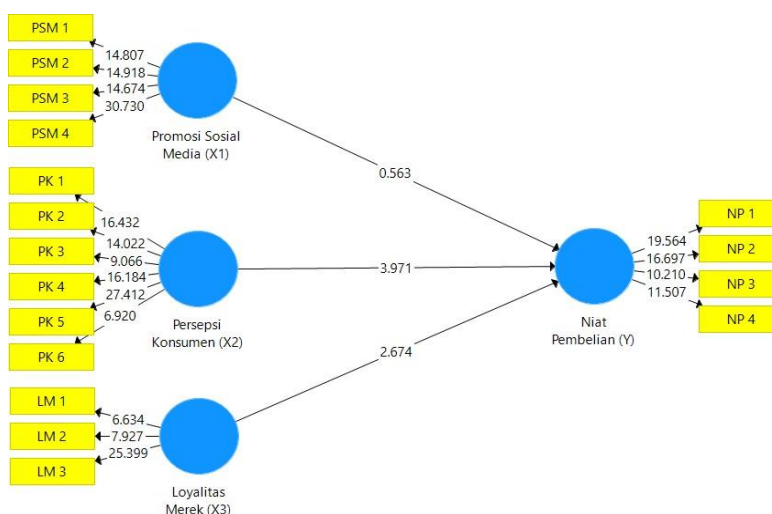 PSM 1
PSM 2
PSM 3
PSM 4
14.807
14.918
14.674
30.730
Promosi Sosial
Media (X1)
0.563
PK 1
PK 2
PK 3
PK 4
PK 5
PK 6
16.432
14.022
9.066
16.184
27.412
6.920
Persepsi
Konsumen (X2)
3.971
LM 1
LM 2
LM 3
6.634
7.927
25.399
Loyalitas
Merek (X3)
2.674
Niat
Pembelian (Y)
19.564
16.697
10.210
11.507
NP 1
NP 2
NP 3
NP 4